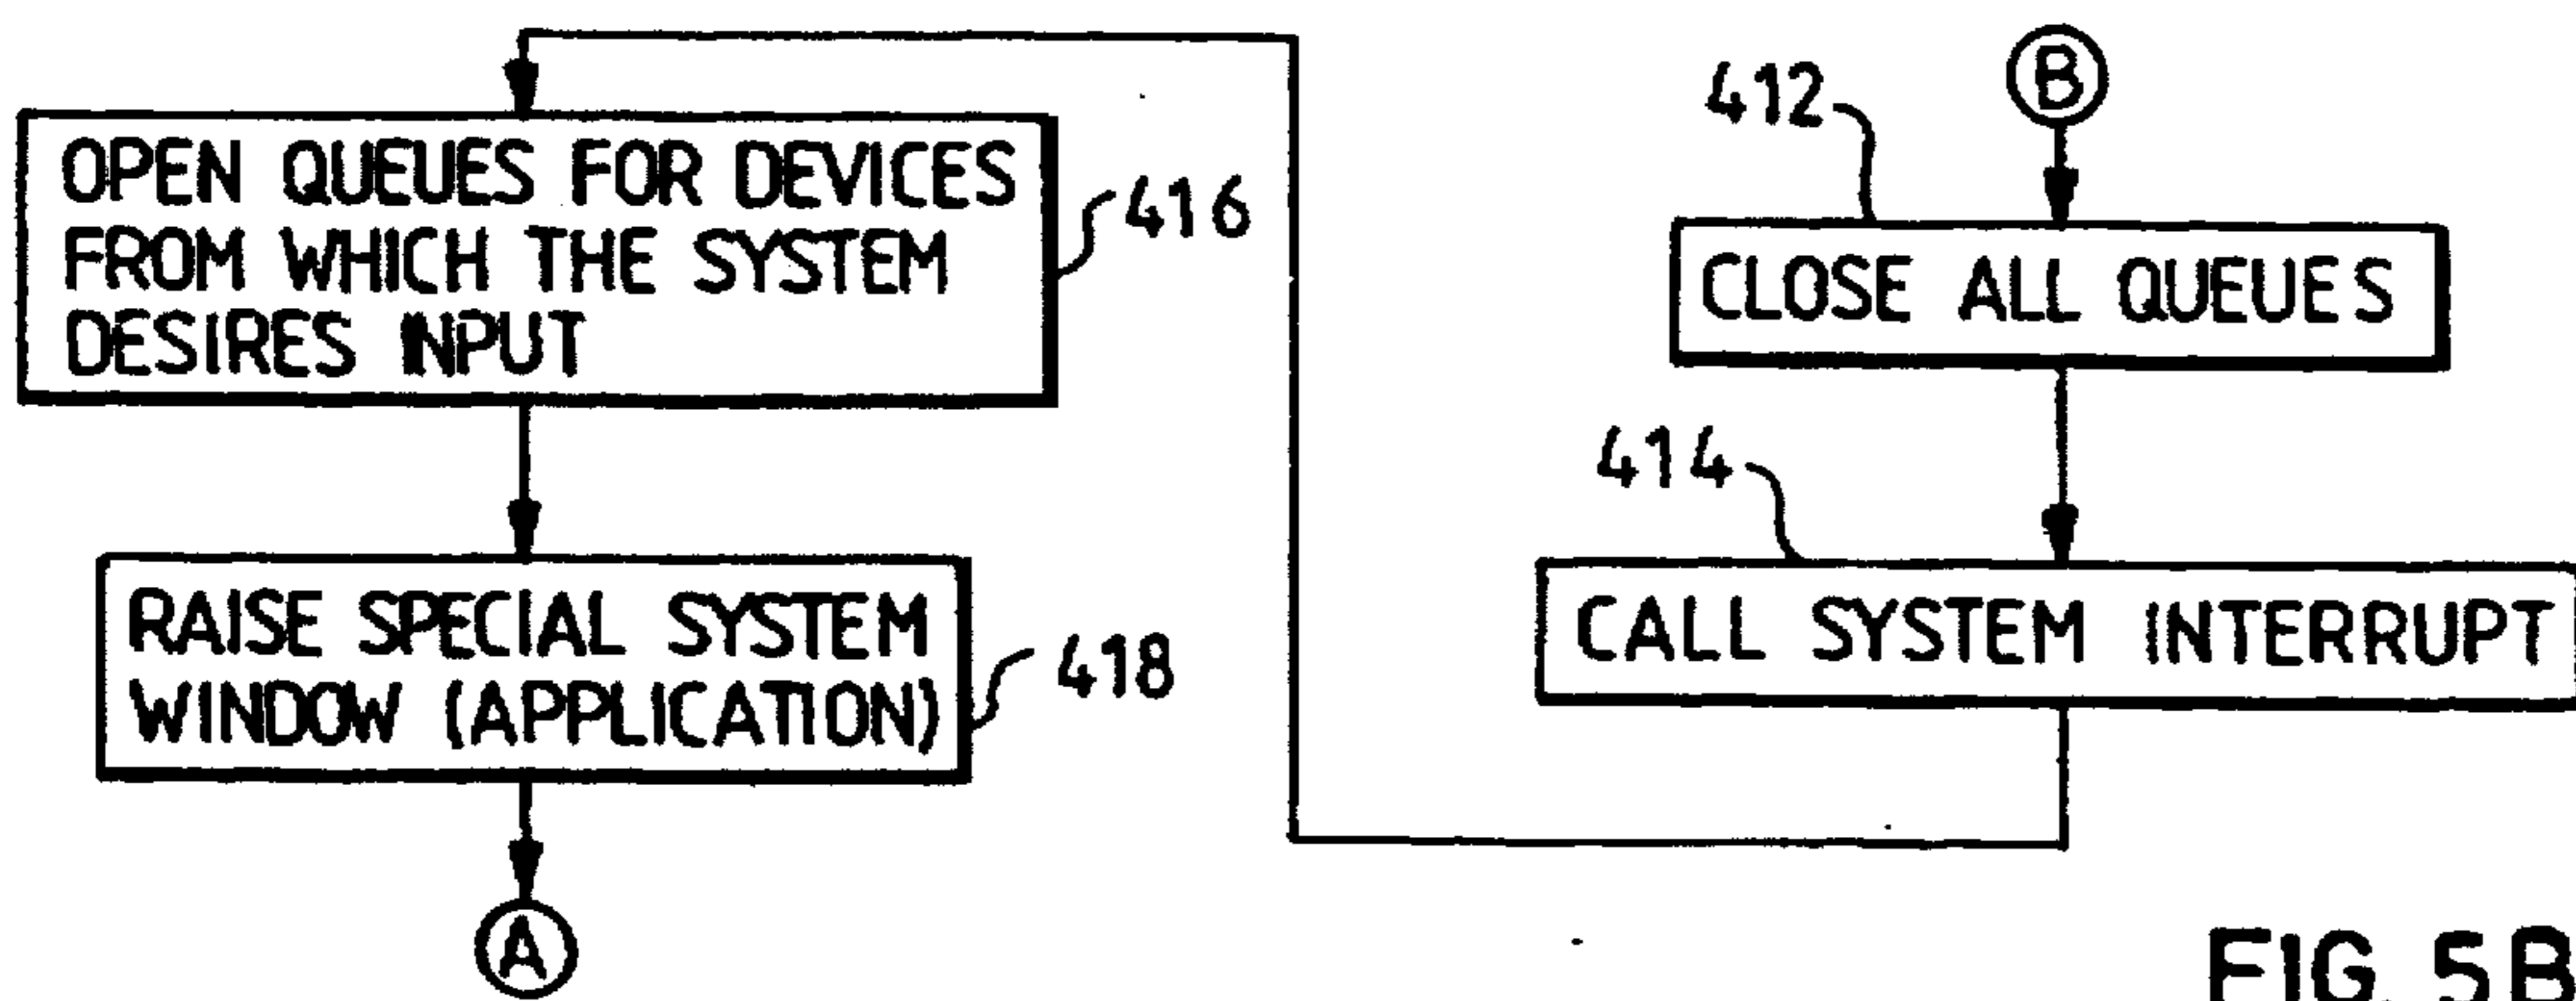 OPEN QUEUES FOR DEVICES
FROM WHICH THE SYSTEM
DESIRES INPUT
416
RAISE SPECIAL SYSTEM
WINDOW (APPLICATION)
418
A
B
412
CLOSE ALL QUEUES
414
CALL SYSTEM INTERRUPT
FIG. 5B